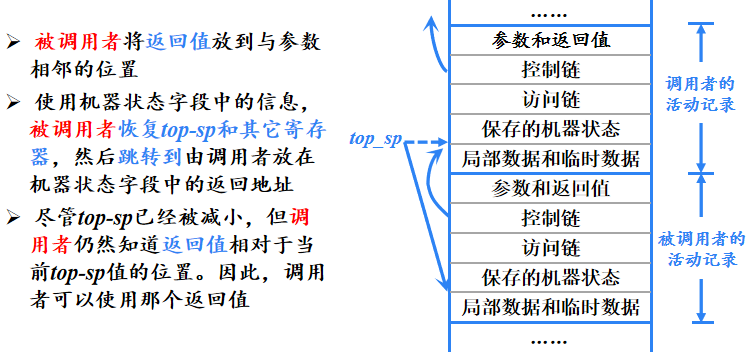 ➢ 被调用者将返回值放到与参数
相邻的位置
➢ 使用机器状态字段中的信息，
被调用者恢复top-sp和其它寄存
器，然后跳转到由调用者放在
机器状态字段中的返回地址
➢ 尽管top-sp已经被减小，但调
用者仍然知道返回值相对于当
前top-sp值的位置。因此，调用
者可以使用那个返回值
top_sp
……
参数和返回值
控制链
访问链
保存的机器状态
局部数据和临时数据
参数和返回值
控制链
访问链
保存的机器状态
局部数据和临时数据
……
调用者的
活动记录
被调用者的
活动记录